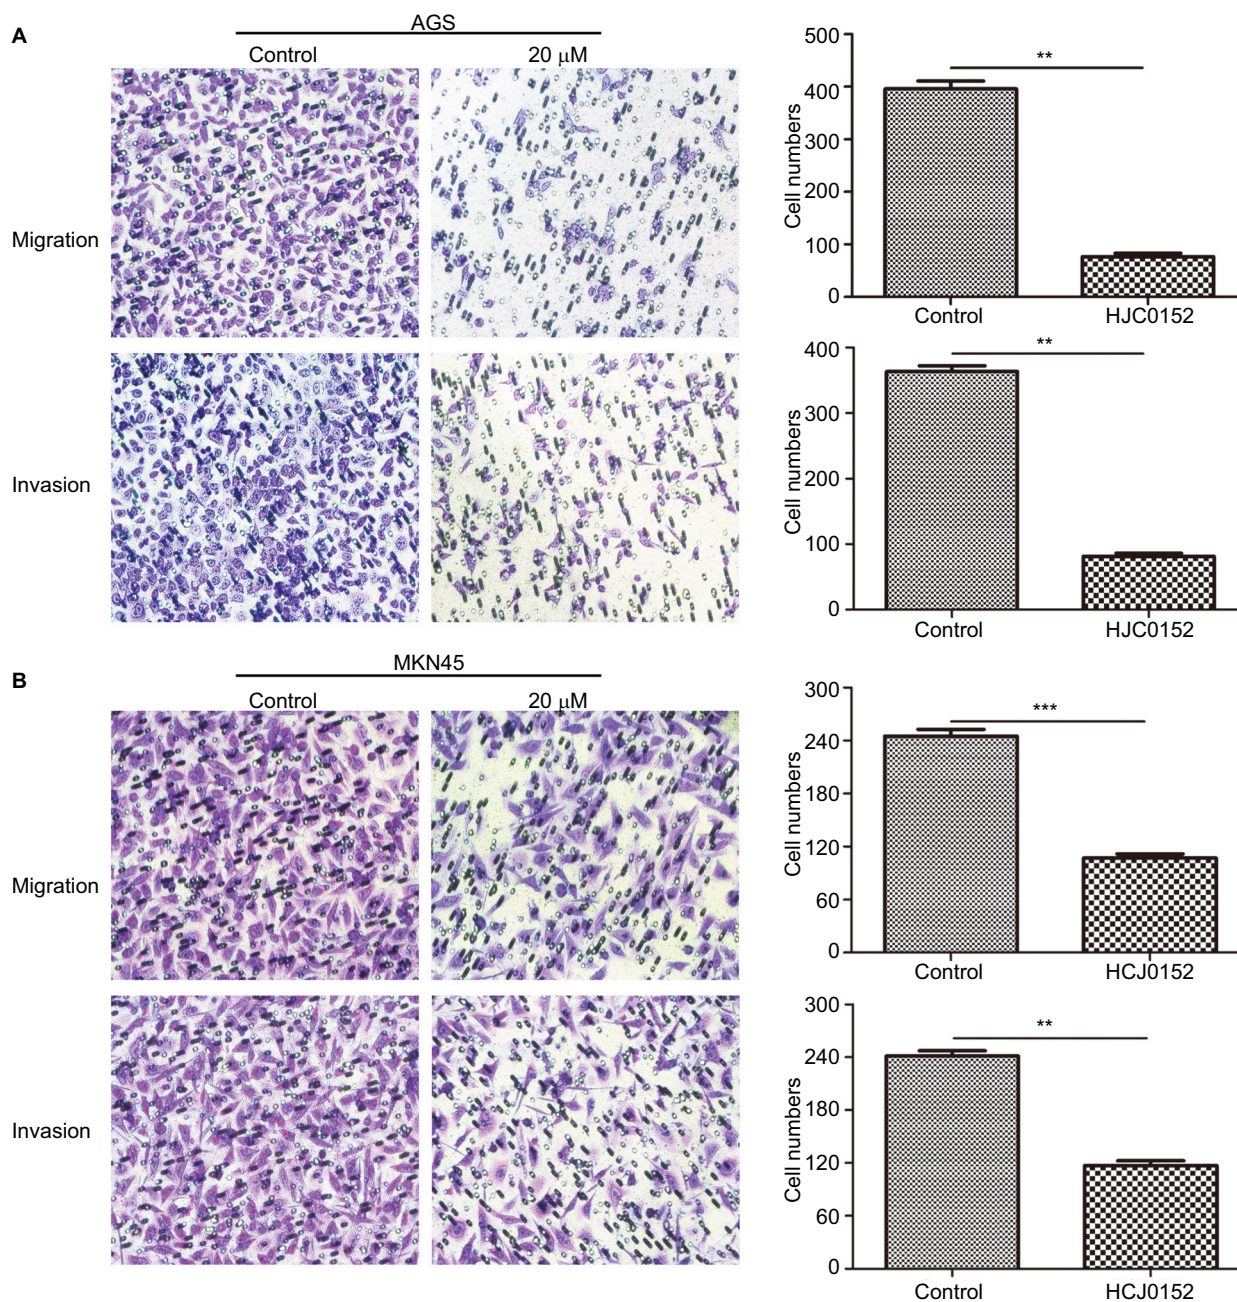 A
AGS
Control
20 μM
Migration
Invasion
500
400
300
200
100
0
Cell numbers
**
Control
HJC0152
400
300
200
100
0
Cell numbers
**
Control
HJC0152
B
MKN45
Control
20 μM
Migration
Invasion
300
240
180
120
60
0
Cell numbers
***
Control
HCJ0152
300
240
180
120
60
0
Cell numbers
**
Control
HCJ0152